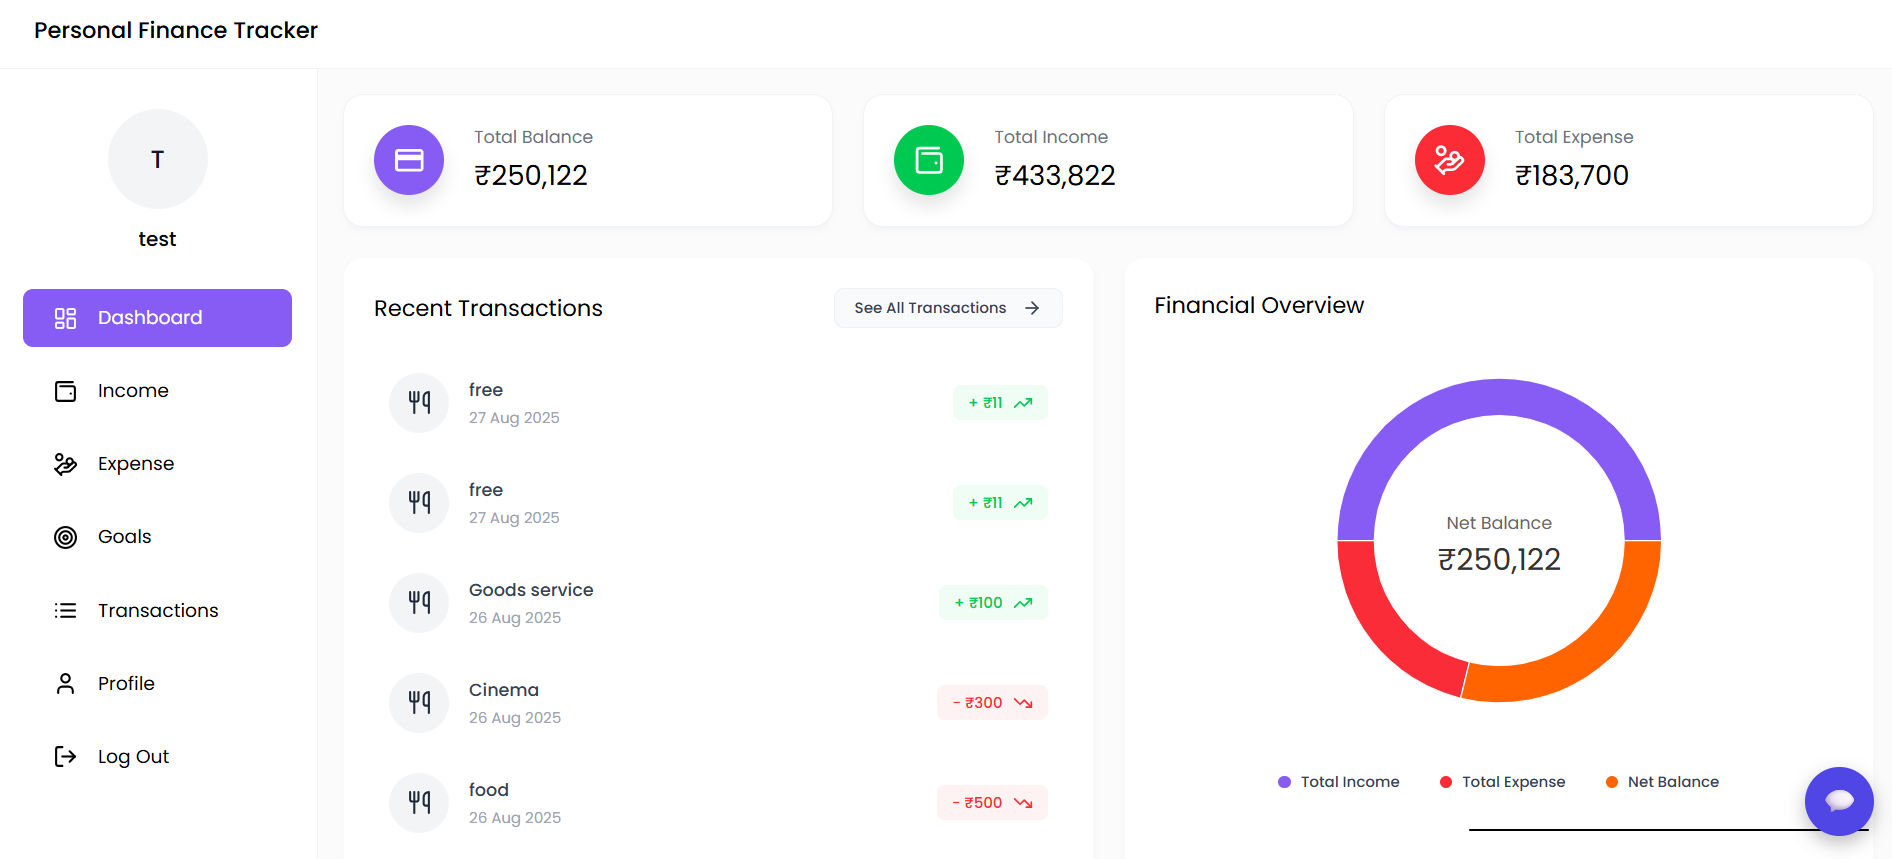 Personal Finance Tracker
T
test
Dashboard
Income
Expense
Goals
Transactions
Profile
Log Out
Total Balance
₹250,122
Total Income
₹433,822
Total Expense
₹183,700
Recent Transactions
See All Transactions
free
27 Aug 2025
+ ₹11
free
27 Aug 2025
+ ₹11
Goods service
26 Aug 2025
+ ₹100
Cinema
26 Aug 2025
- ₹300
food
26 Aug 2025
- ₹500
Financial Overview
Net Balance
₹250,122
Total Income
Total Expense
Net Balance